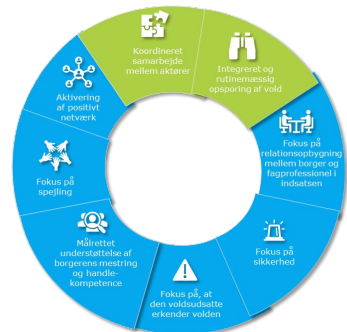 Koordineret
samarbejde
mellem aktører
Integreret og
rutinemæssig
opsporing af vold
Fokus på
relationsopbygning
mellem borger og
fagprofessionel i
indsatsen
Fokus på
sikkerhed
Fokus på, at
den voldsudsatte
erkender volden
Målrettet
understøttelse af
borgerens mestring
og handle-
kompetence
Fokus på
spejling
Aktivering
af positivt
netværk